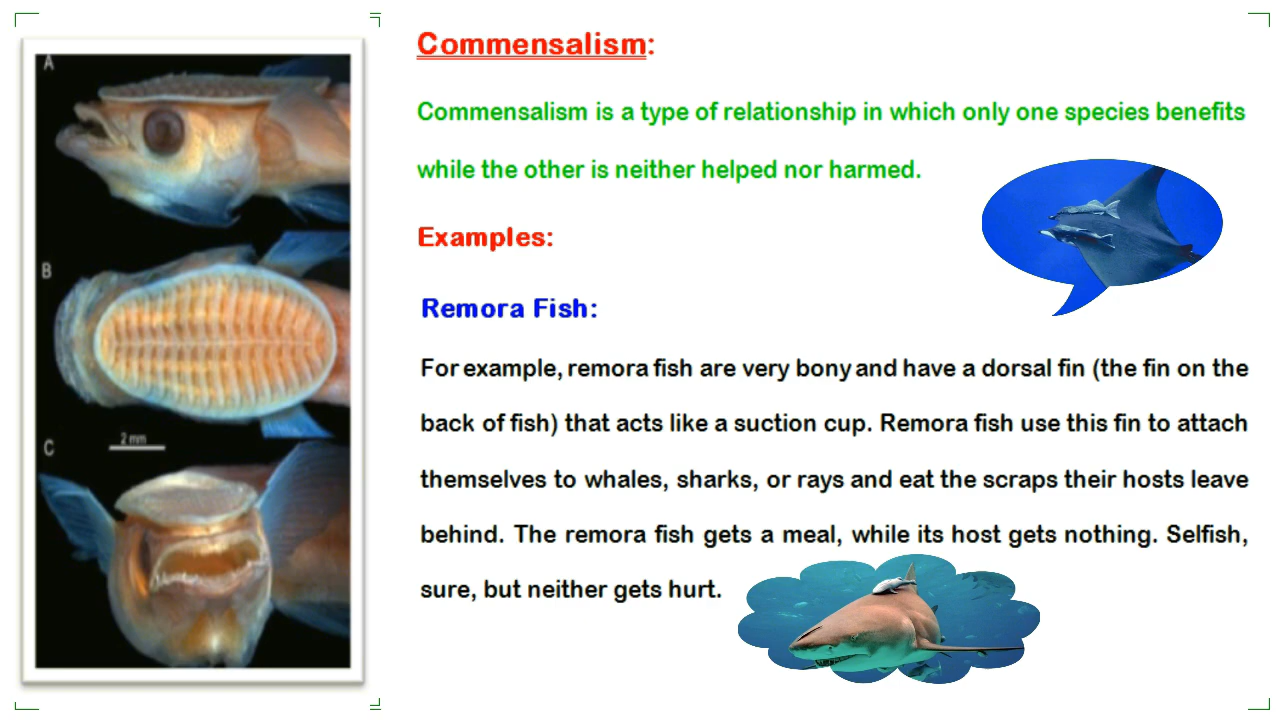 A
B
2 mm
C
Commensalism:
Commensalism is a type of relationship in which only one species benefits
while the other is neither helped nor harmed.
Examples:
Remora Fish:
For example, remora fish are very bony and have a dorsal fin (the fin on the
back of fish) that acts like a suction cup. Remora fish use this fin to attach
themselves to whales, sharks, or rays and eat the scraps their hosts leave
behind. The remora fish gets a meal, while its host gets nothing. Selfish,
sure, but neither gets hurt.